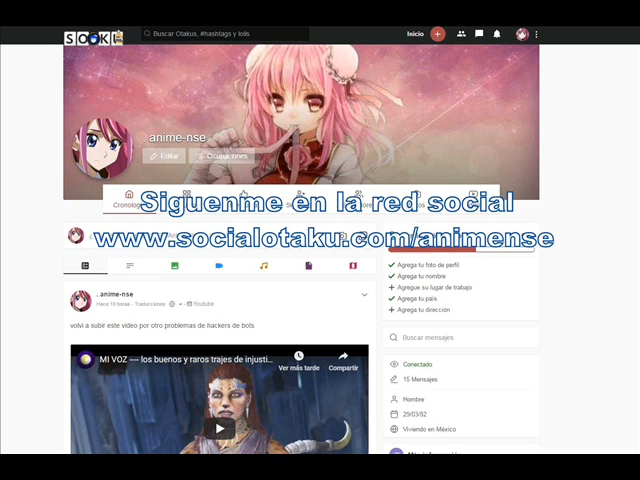 SOOKI
Buscar Otakus, #hashtags y lolis
Inicio
anime-nse
Editar
Ocupaciones
Cronolog
Siguenme en la red social
www.socialotaku.com/animense
Agrega tu foto de perfil
Agrega tu nombre
Agregue su lugar de trabajo
Agrega tu país
Agrega tu dirección
: anime-nse
Hace 16 horas - Traducciones
Youtube
volvi a subir este video por otro problemas de hackers de bots
Buscar mensajes
MI VOZ — los buenos y raros trajes de injusti...
Ver más tarde
Compartir
Conectado
15 Mensajes
Hombre
29/03/82
Viviendo en México